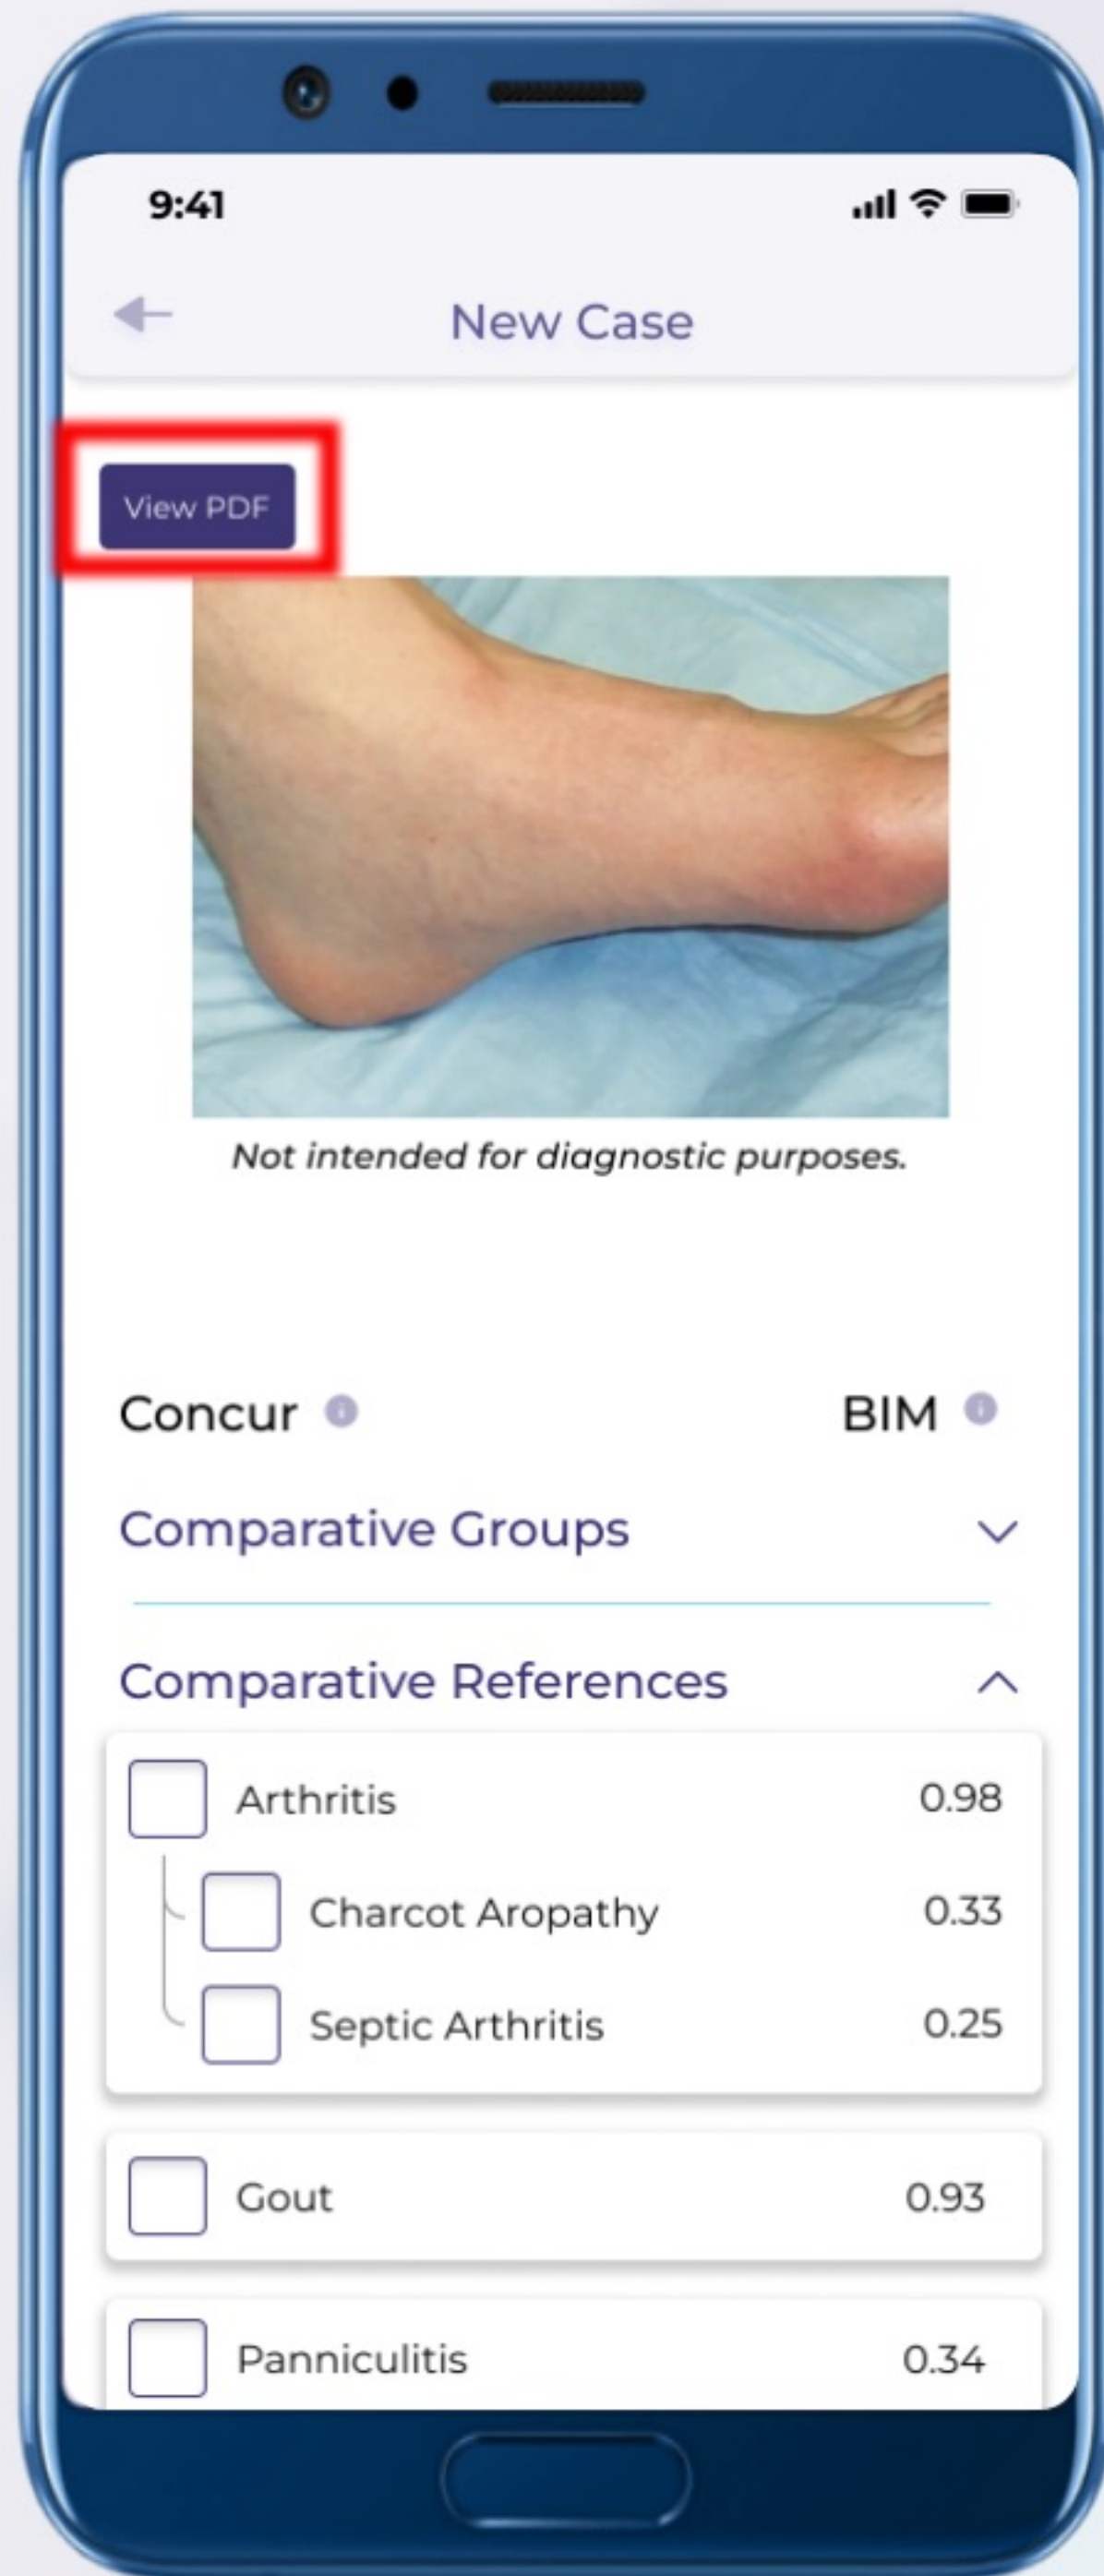 9:41
New Case
View PDF
Not intended for diagnostic purposes.
Concur BIM
Comparative Groups
Comparative References
Arthritis 0.98
Charcot Aropathy 0.33
Septic Arthritis 0.25
Gout 0.93
Panniculitis 0.34